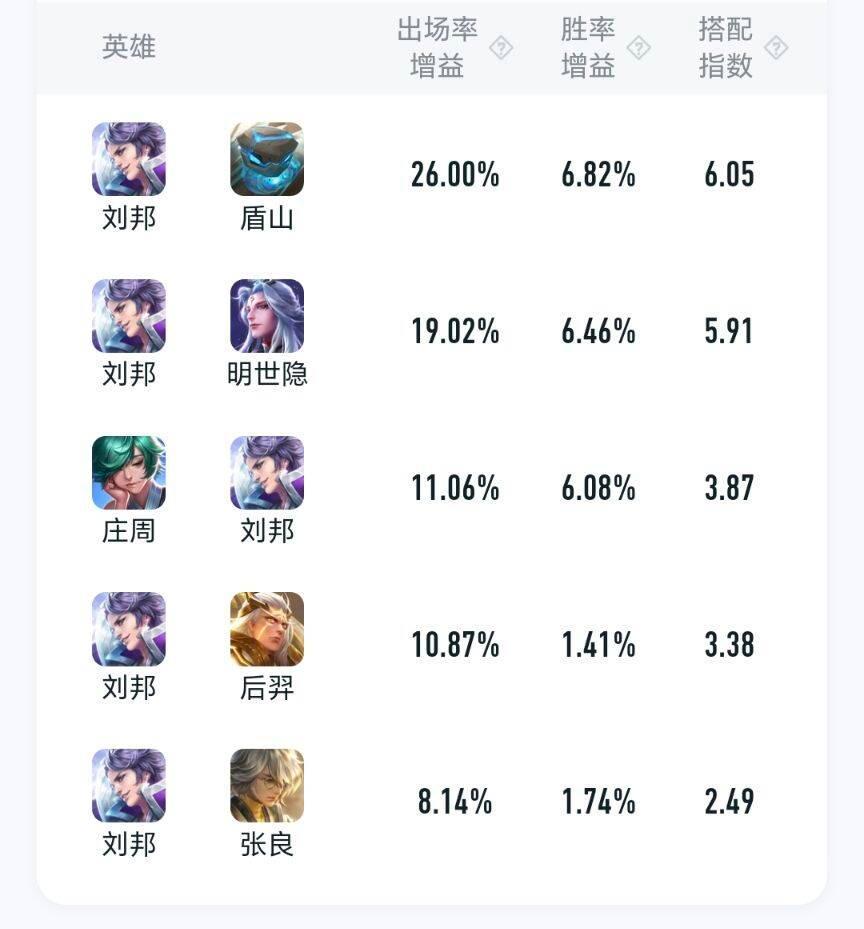 英雄
出场率
增益
?
胜率
增益
?
搭配
指数
?
刘邦 盾山 26.00% 6.82% 6.05
刘邦 明世隐 19.02% 6.46% 5.91
庄周 刘邦 11.06% 6.08% 3.87
刘邦 后羿 10.87% 1.41% 3.38
刘邦 张良 8.14% 1.74% 2.49